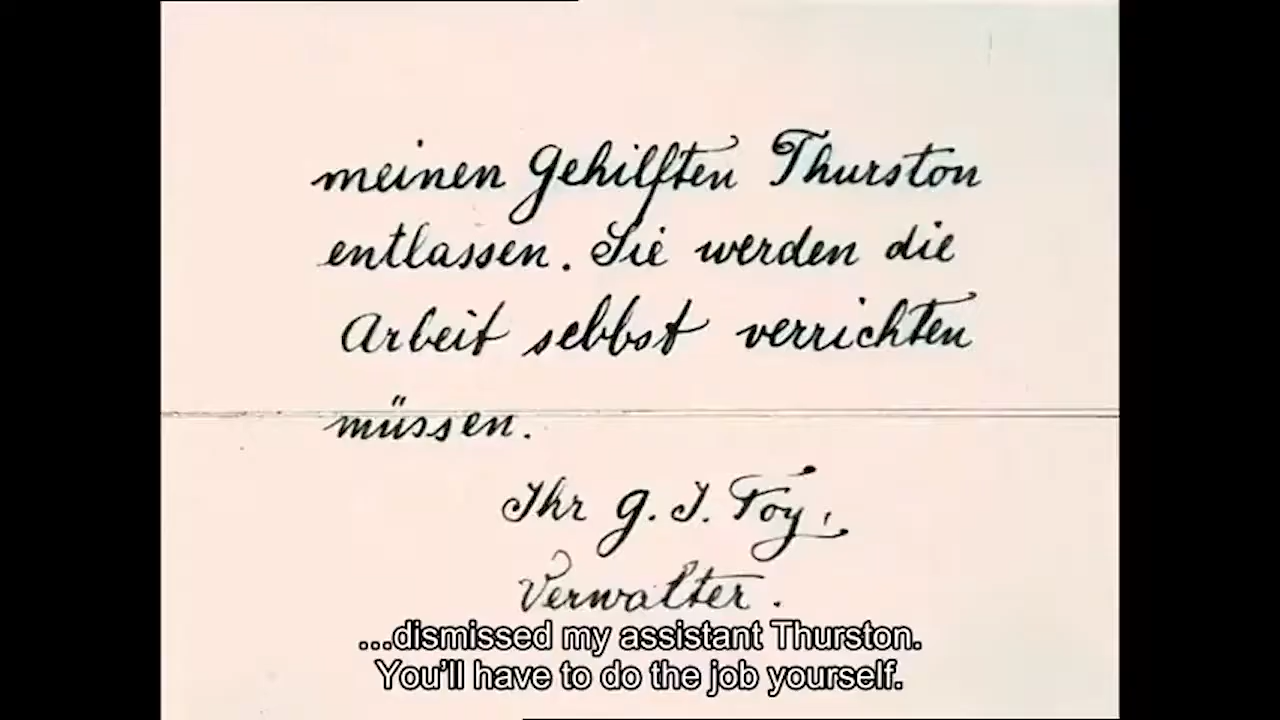 meinen Gehilften Thurston
entlassen. Sie werden die
Arbeit selbst verrichten
müssen.
Ihr G. J. Foy,
Verwalter.
...dismissed my assistant Thurston.
You'll have to do the job yourself.